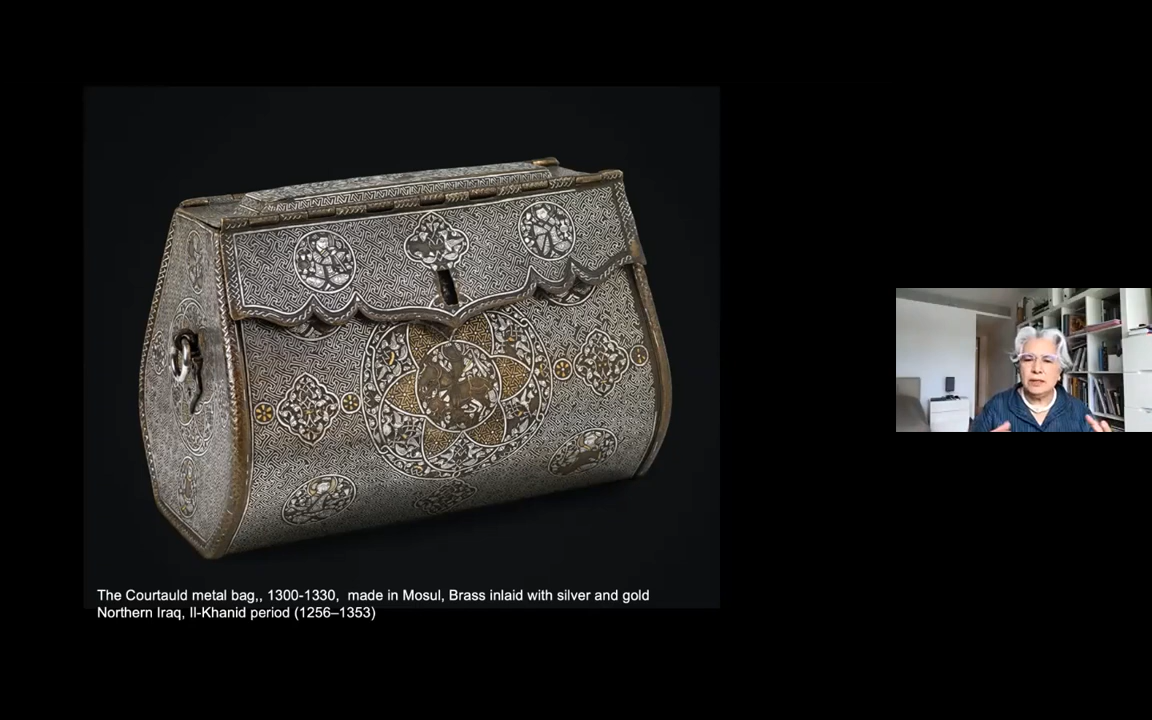 The Courtauld metal bag,, 1300-1330, made in Mosul, Brass inlaid with silver and gold
Northern Iraq, Il-Khanid period (1256–1353)